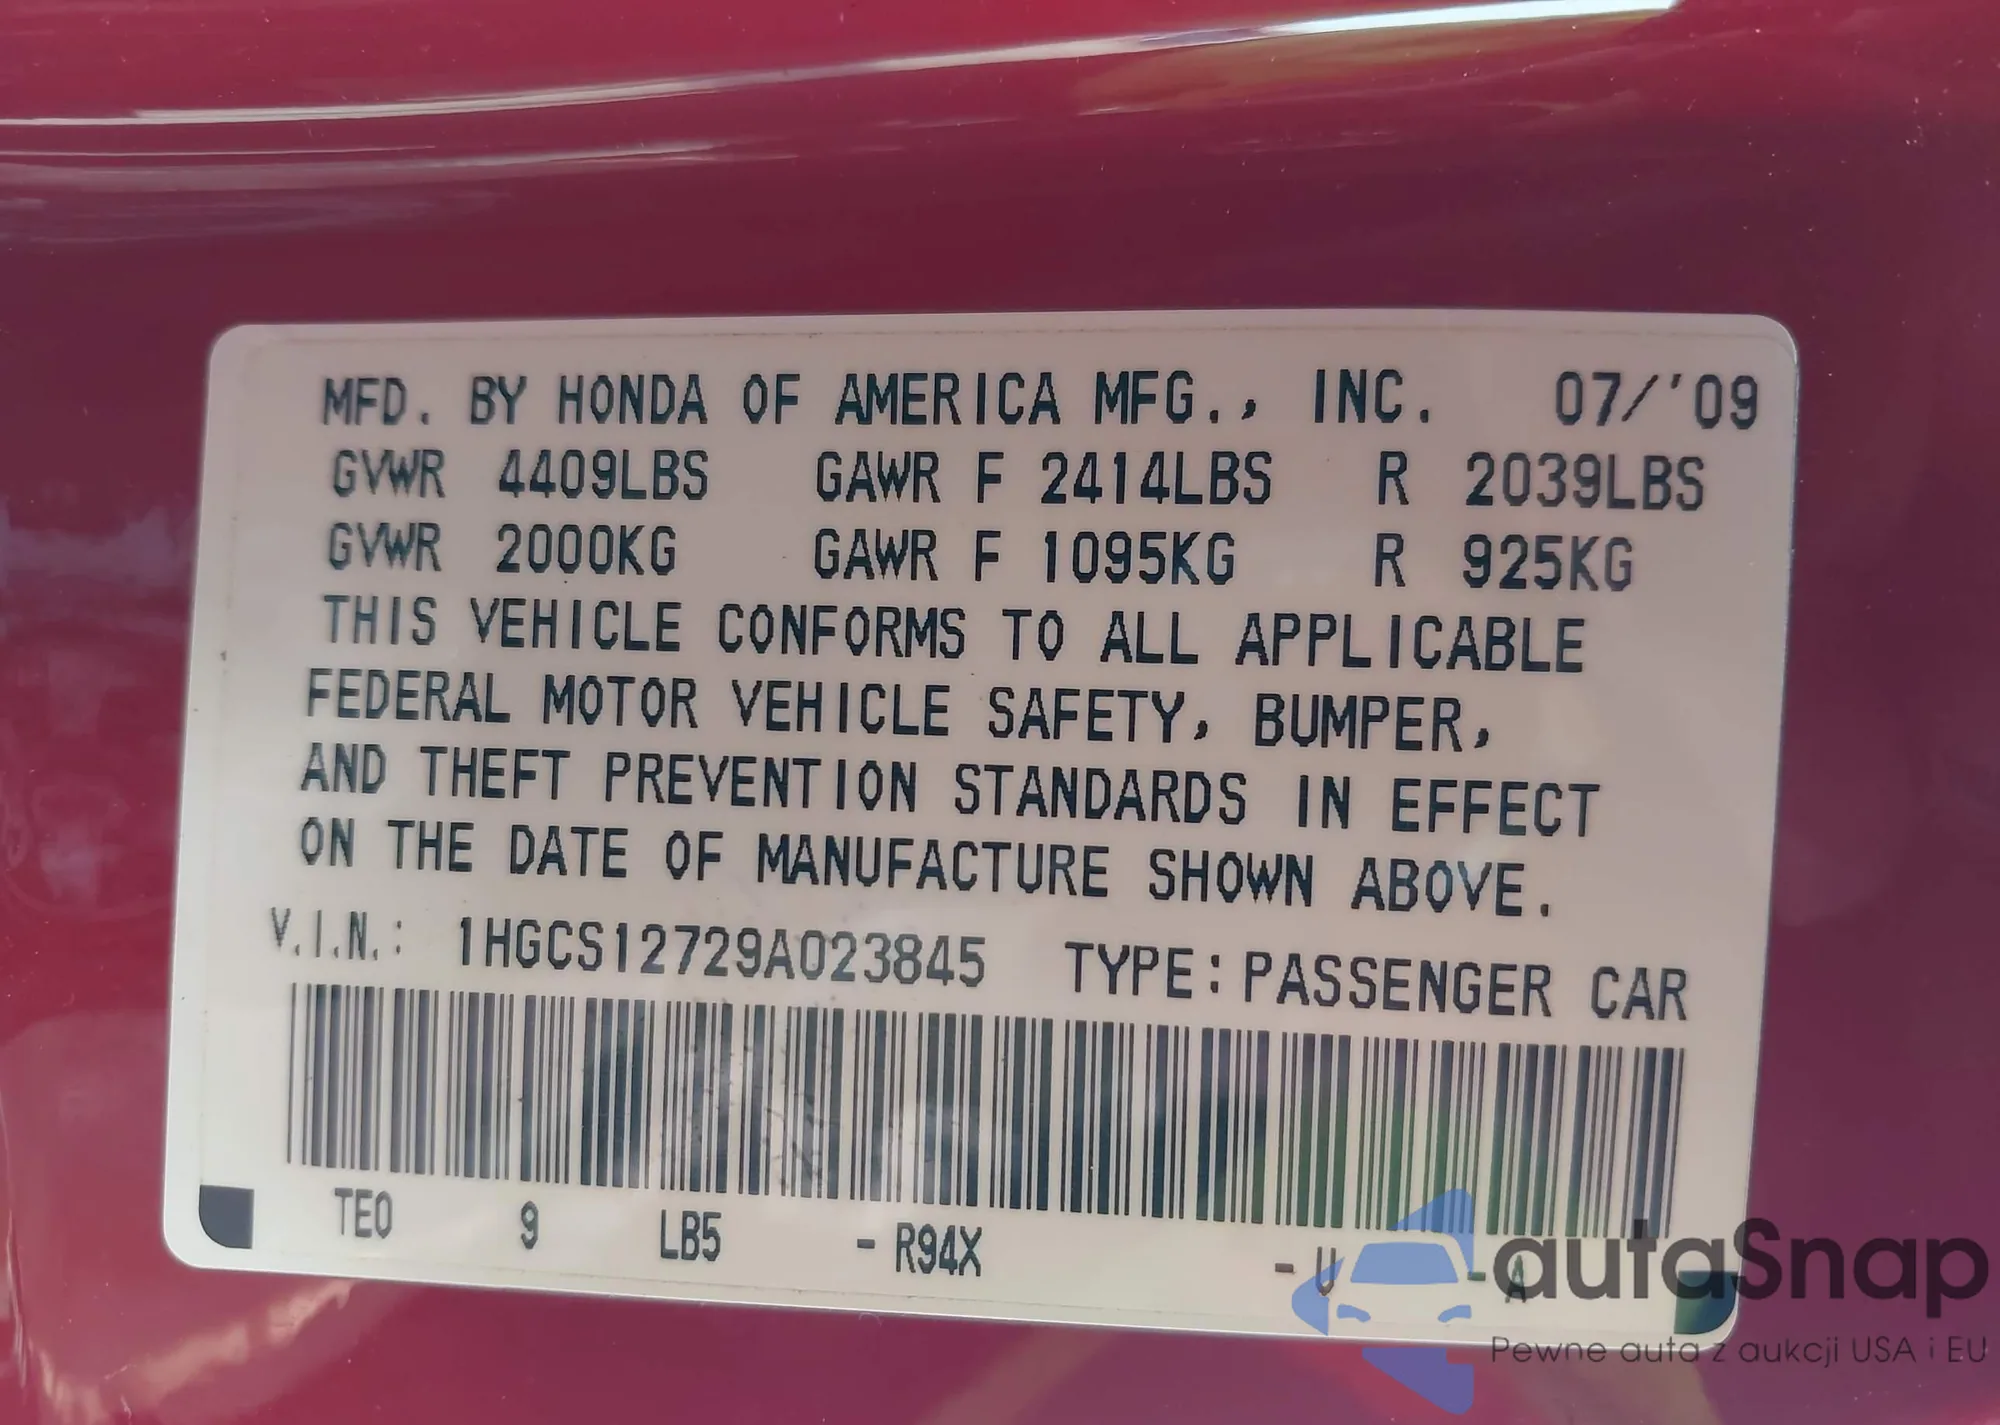 MFD. BY HONDA OF AMERICA MFG., INC. 07/'09
GVWR 4409LBS GAWR F 2414LBS R 2039LBS
GVWR 2000KG GAWR F 1095KG R 925KG
THIS VEHICLE CONFORMS TO ALL APPLICABLE
FEDERAL MOTOR VEHICLE SAFETY, BUMPER,
AND THEFT PREVENTION STANDARDS IN EFFECT
ON THE DATE OF MANUFACTURE SHOWN ABOVE.
V.I.N.: 1HGCS12729A023845 TYPE: PASSENGER CAR
TE0 9 LB5 - R94X - U - A
autaSnap
Pewne auta z aukcji USA i EU